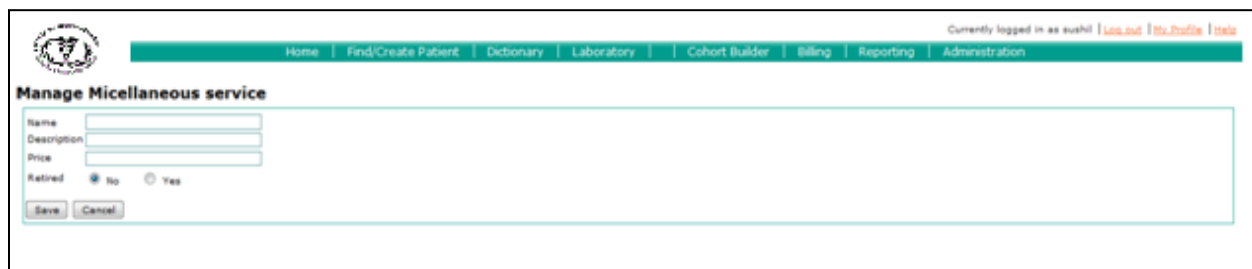 Currently logged in as sushil | Log out | My Profile | Help
Home | Find/Create Patient | Dictionary | Laboratory | | Cohort Builder | Billing | Reporting | Administration
Manage Micellaneous service
Name
Description
Price
Retired No Yes
Save Cancel